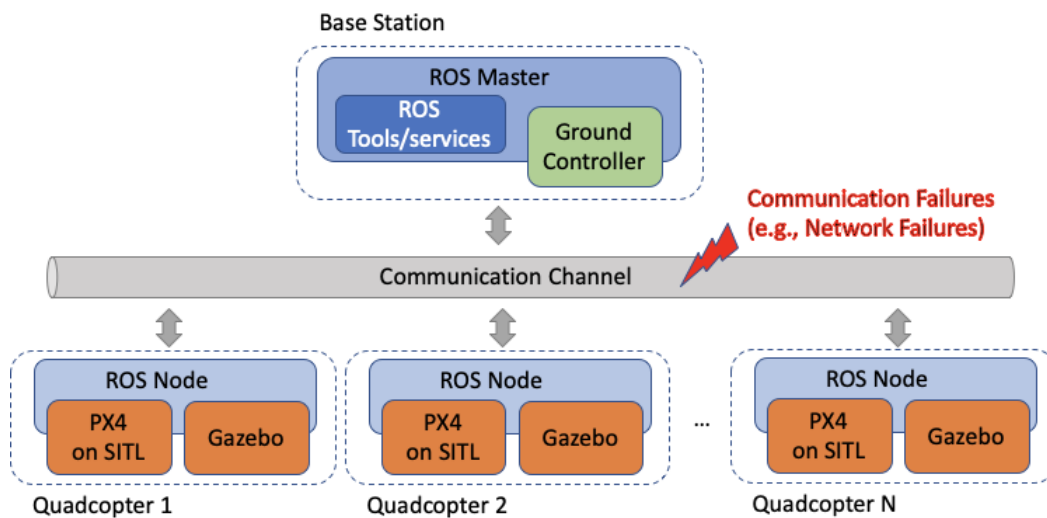 Base Station
ROS Master
ROS
Tools/services
Ground
Controller
Communication Failures
(e.g., Network Failures)
Communication Channel
ROS Node
PX4
on SITL
Gazebo
Quadcopter 1
ROS Node
PX4
on SITL
Gazebo
Quadcopter 2
...
ROS Node
PX4
on SITL
Gazebo
Quadcopter N